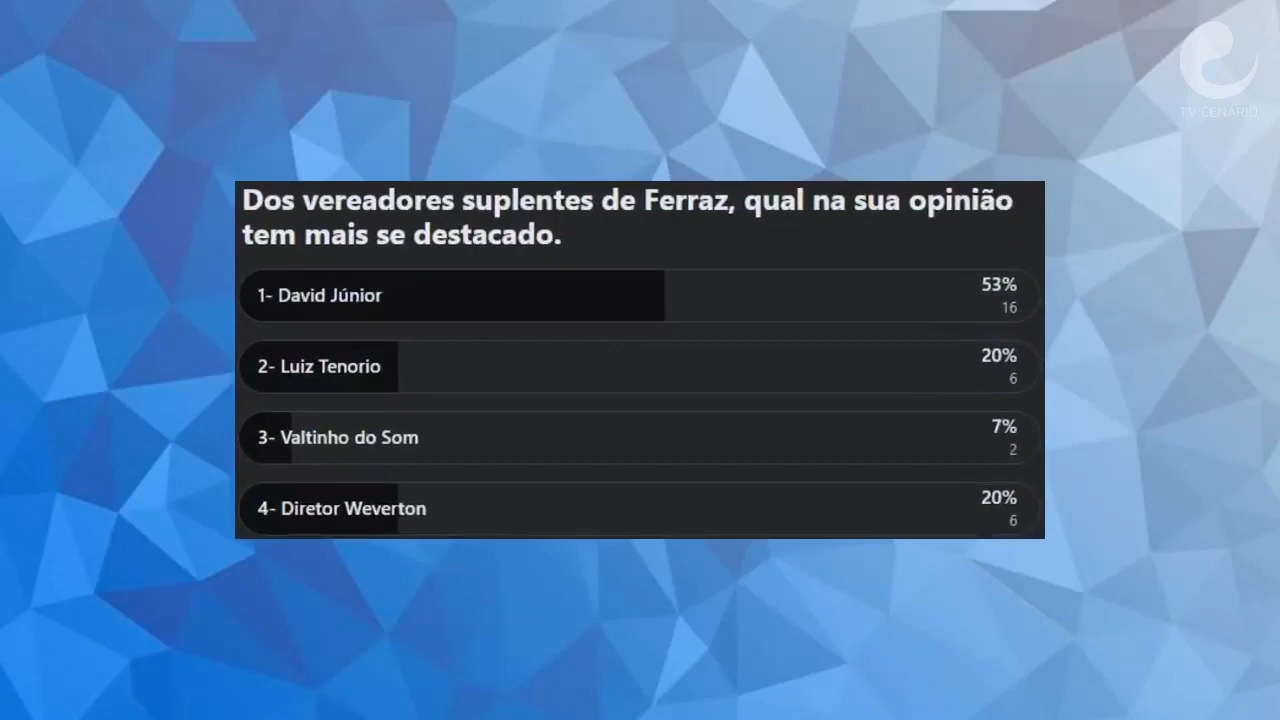 TV CENÁRIO
Dos vereadores suplentes de Ferraz, qual na sua opinião
tem mais se destacado.
1- David Júnior
53%
16
2- Luiz Tenorio
20%
6
3- Valtinho do Som
7%
2
4- Diretor Weverton
20%
6